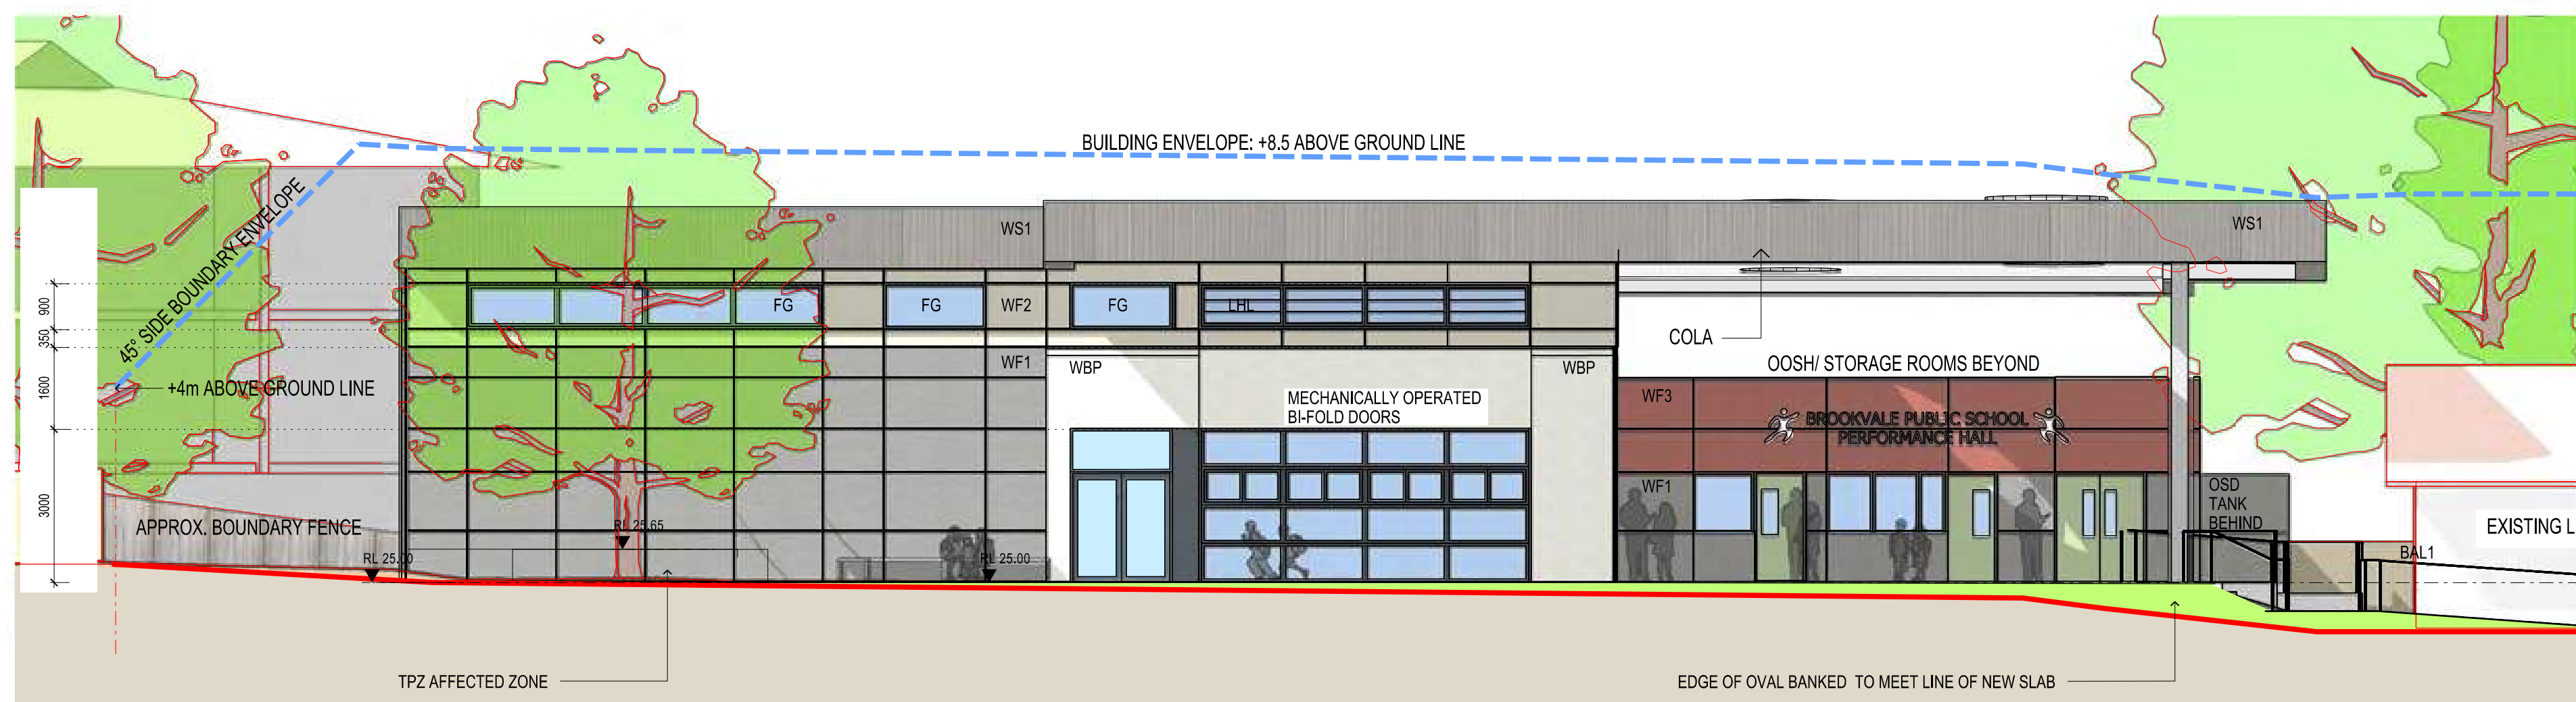 BUILDING ENVELOPE: +8.5 ABOVE GROUND LINE
45° SIDE BOUNDARY ENVELOPE
WS1
WS1
900
FG
FG
WF2
FG
LHL
350
COLA
WF1
WBP
WBP
OOSH/ STORAGE ROOMS BEYOND
1600
+4m ABOVE GROUND LINE
MECHANICALLY OPERATED
BI-FOLD DOORS
WF3
BROOKVALE PUBLIC SCHOOL
PERFORMANCE HALL
3000
WF1
OSD
TANK
BEHIND
APPROX. BOUNDARY FENCE
RL 25.65
EXISTING L
RL 25.00
RL 25.00
BAL1
TPZ AFFECTED ZONE
EDGE OF OVAL BANKED TO MEET LINE OF NEW SLAB